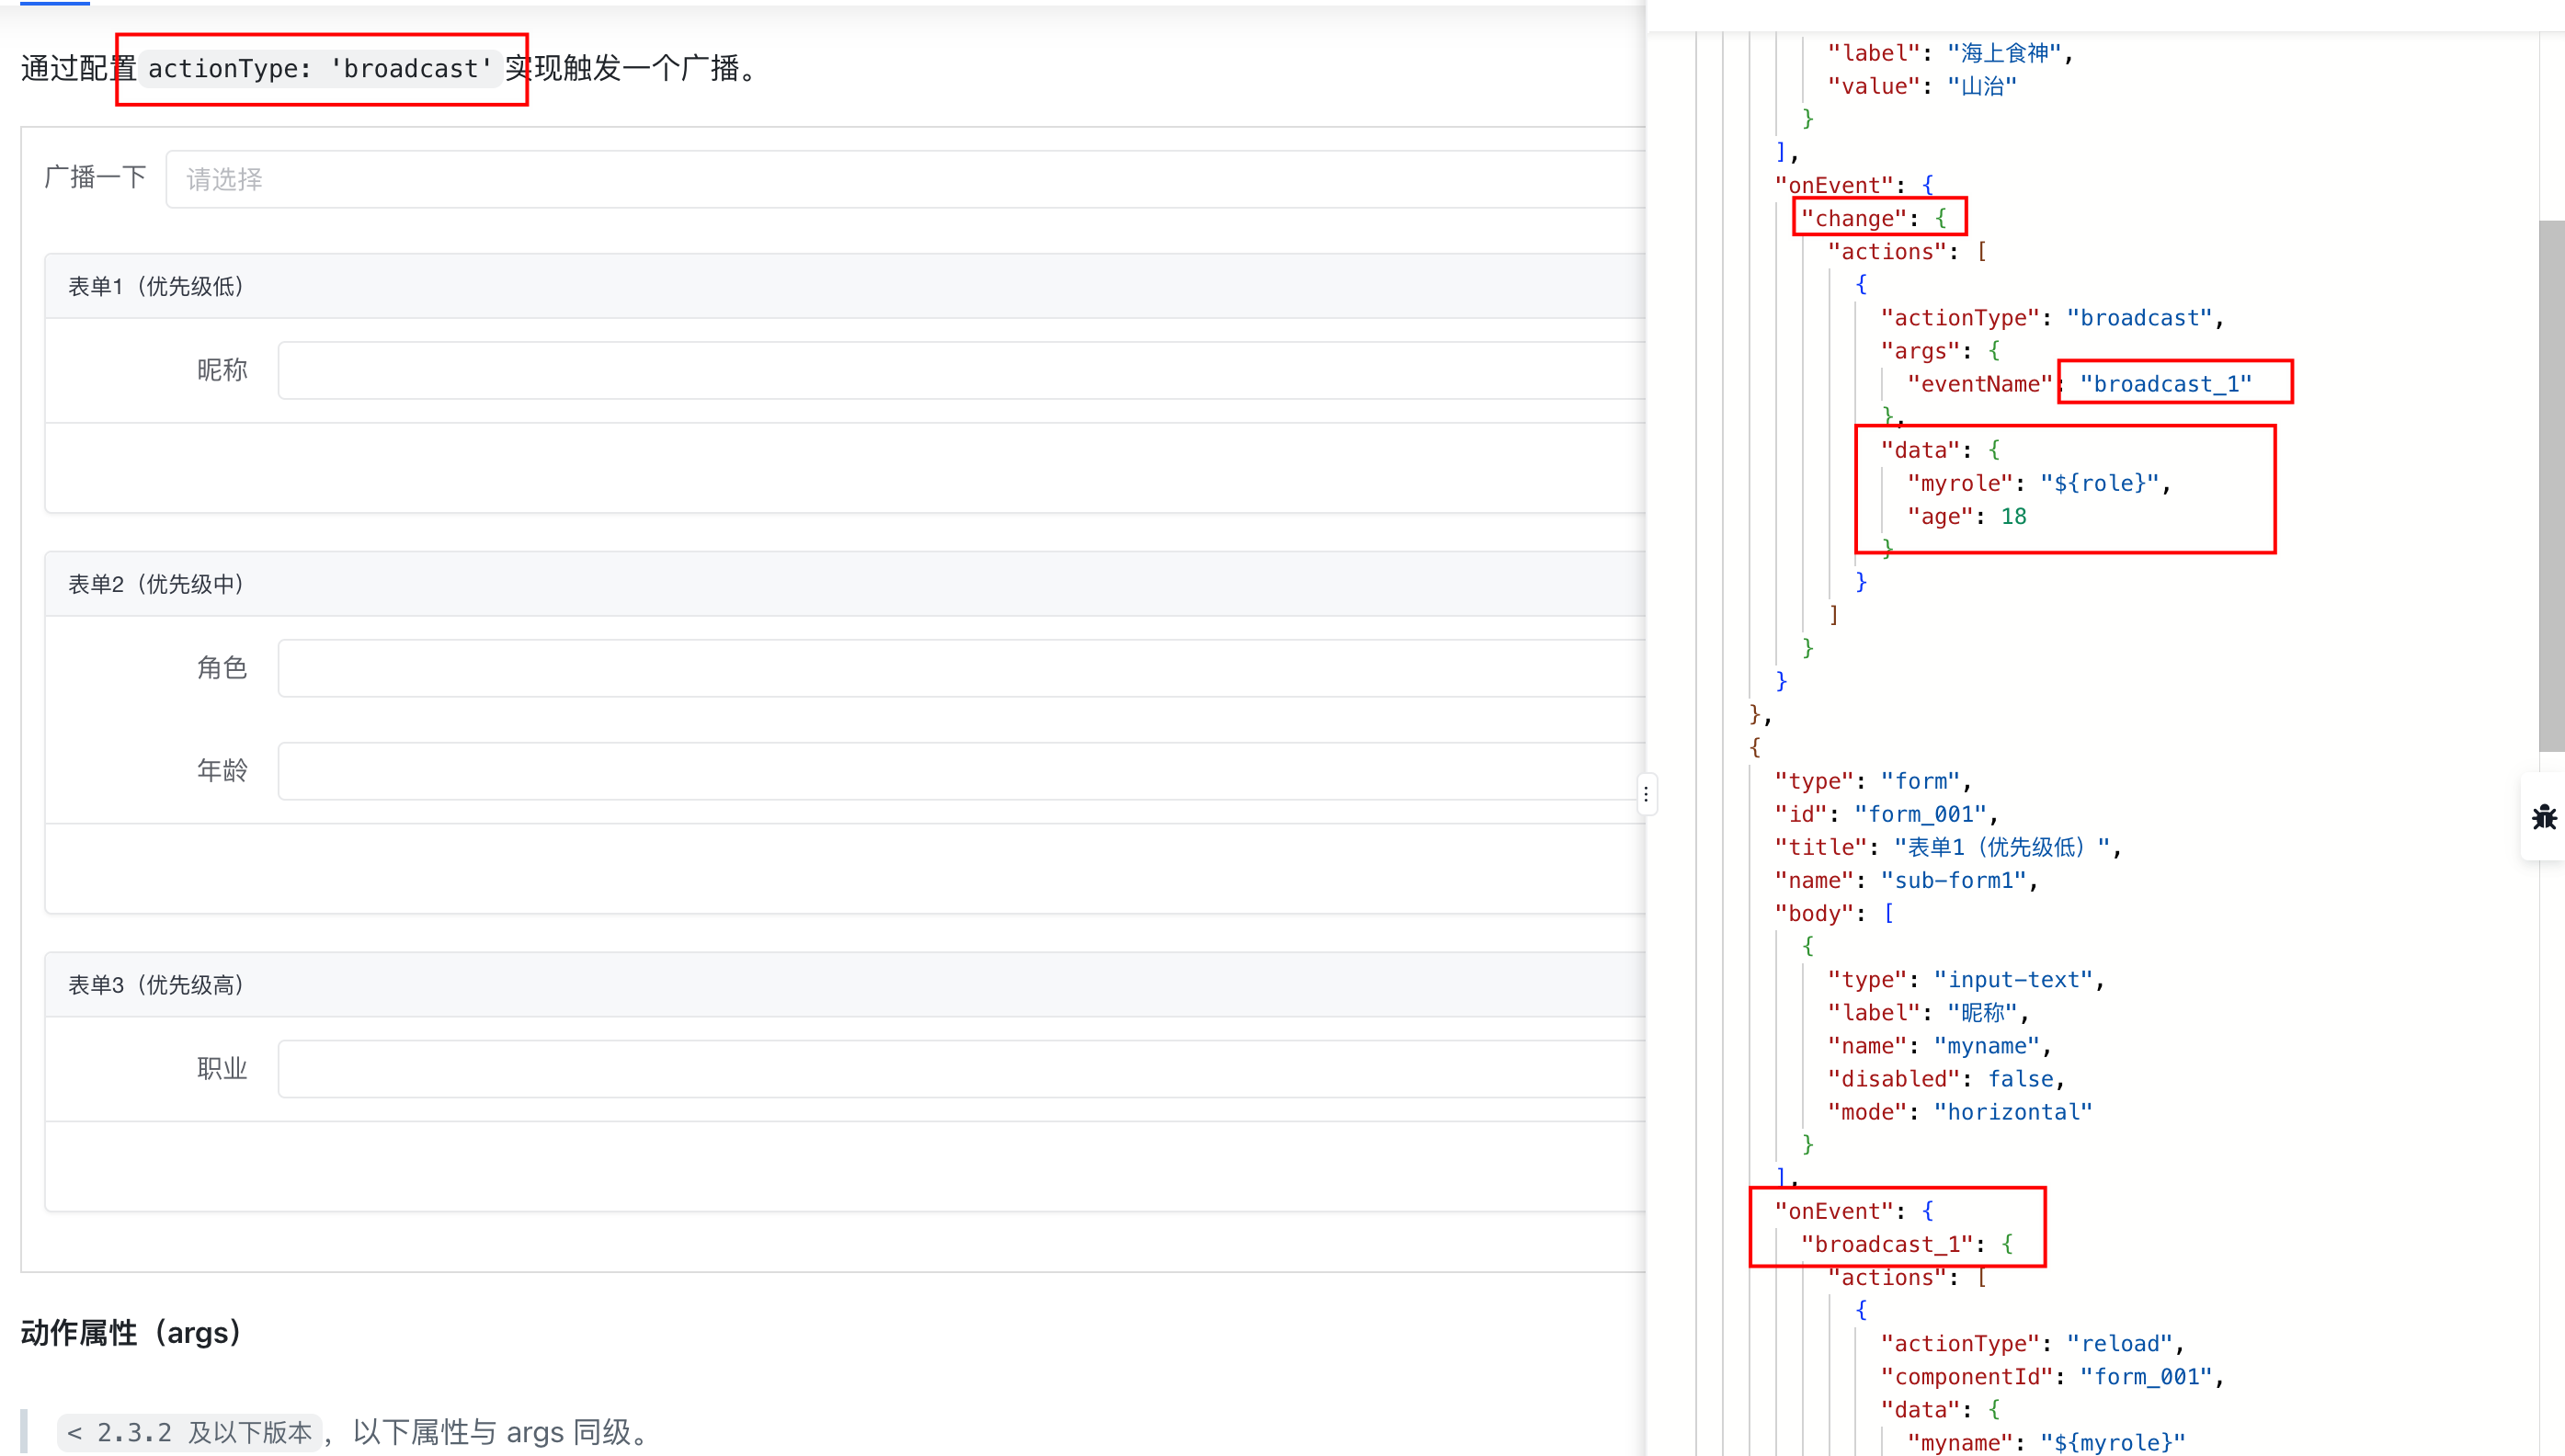 通过配置 actionType: 'broadcast' 实现触发一个广播。
广播一下 请选择
表单1（优先级低）
昵称
表单2（优先级中）
角色
年龄
表单3（优先级高）
职业
动作属性（args）
< 2.3.2 及以下版本，以下属性与 args 同级。
"label": "海上食神",
"value": "山治"
}
],
"onEvent": {
"change": {
"actions": [
{
"actionType": "broadcast",
"args": {
"eventName": "broadcast_1"
},
"data": {
"myrole": "${role}",
"age": 18
}
}
]
}
}
},
{
"type": "form",
"id": "form_001",
"title": "表单1（优先级低）",
"name": "sub-form1",
"body": [
{
"type": "input-text",
"label": "昵称",
"name": "myname",
"disabled": false,
"mode": "horizontal"
}
],
"onEvent": {
"broadcast_1": {
"actions": [
{
"actionType": "reload",
"componentId": "form_001",
"data": {
"myname": "${myrole}"